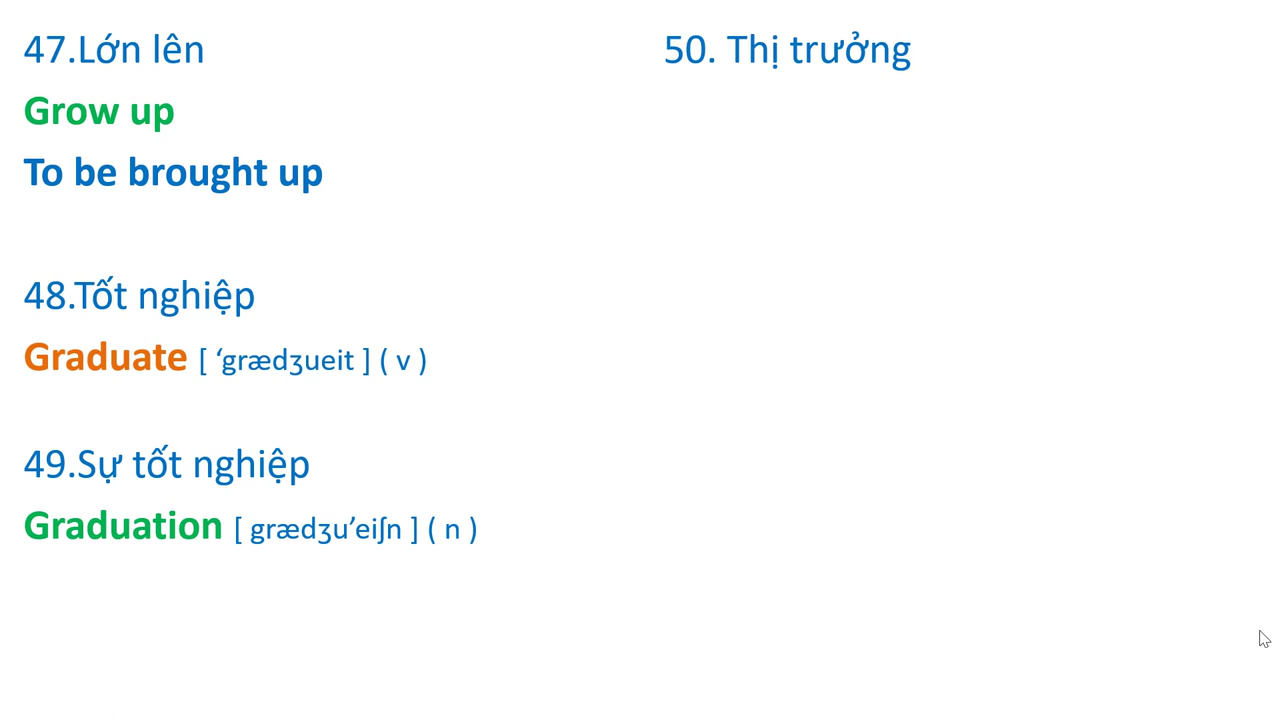 47.Lớn lên
Grow up
To be brought up
48.Tốt nghiệp
Graduate [ ‘grædʒueit ] ( v )
49.Sự tốt nghiệp
Graduation [ grædʒu’eiʃn ] ( n )
50. Thị trưởng